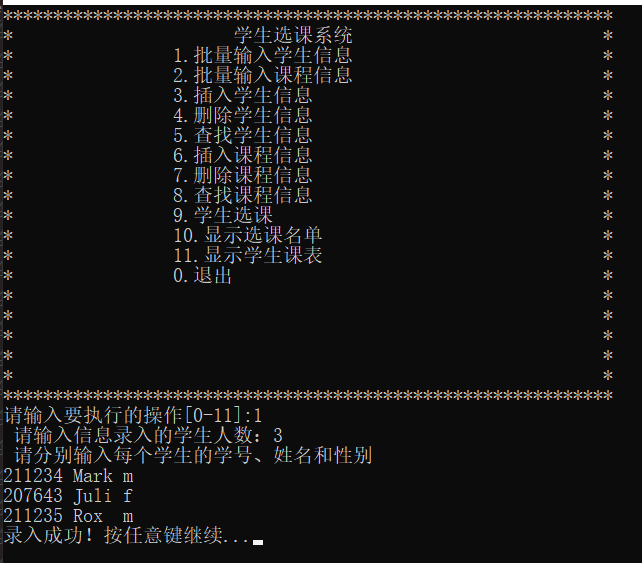 *************************************************************
* 学生选课系统 *
* 1.批量输入学生信息 *
* 2.批量输入课程信息 *
* 3.插入学生信息 *
* 4.删除学生信息 *
* 5.查找学生信息 *
* 6.插入课程信息 *
* 7.删除课程信息 *
* 8.查找课程信息 *
* 9.学生选课 *
* 10.显示选课名单 *
* 11.显示学生课表 *
* 0.退出 *
* *
* *
* *
* *
* *
*************************************************************
请输入要执行的操作[0-11]:1
请输入信息录入的学生人数：3
请分别输入每个学生的学号、姓名和性别
211234 Mark m
207643 Juli f
211235 Rox  m
录入成功！按任意键继续...